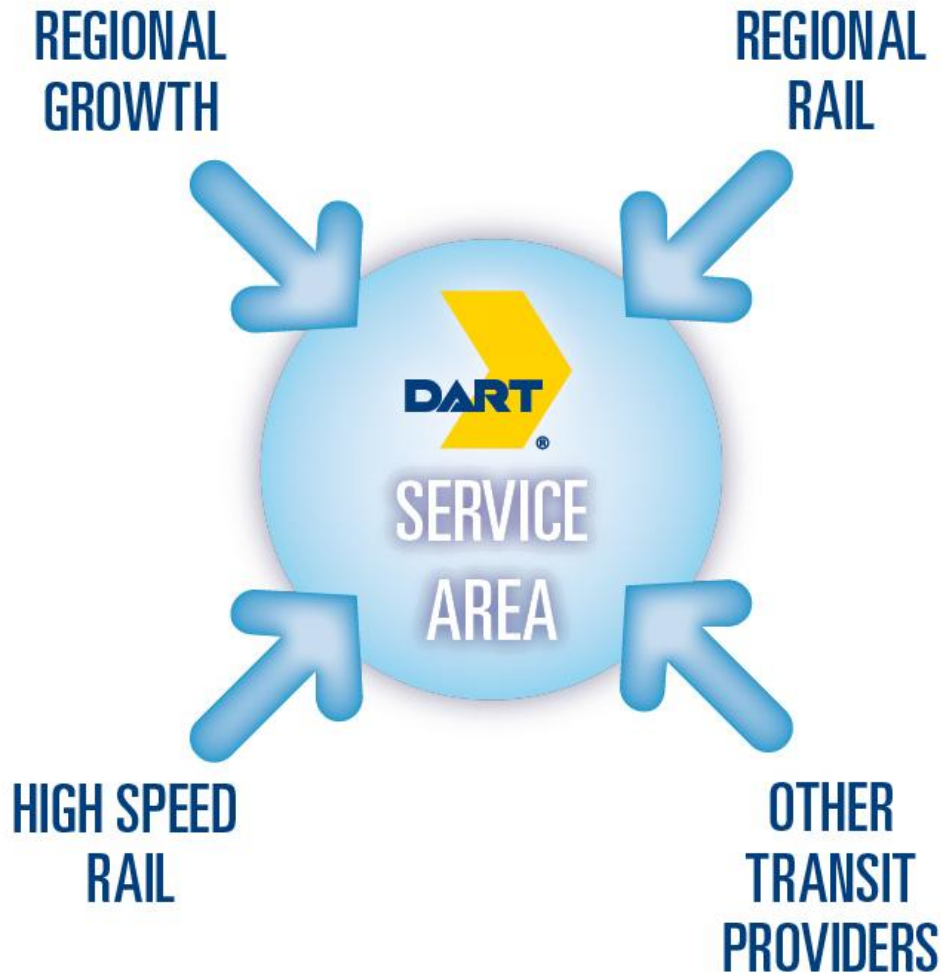 REGIONAL
GROWTH
REGIONAL
RAIL
DART
®
SERVICE
AREA
HIGH SPEED
RAIL
OTHER
TRANSIT
PROVIDERS